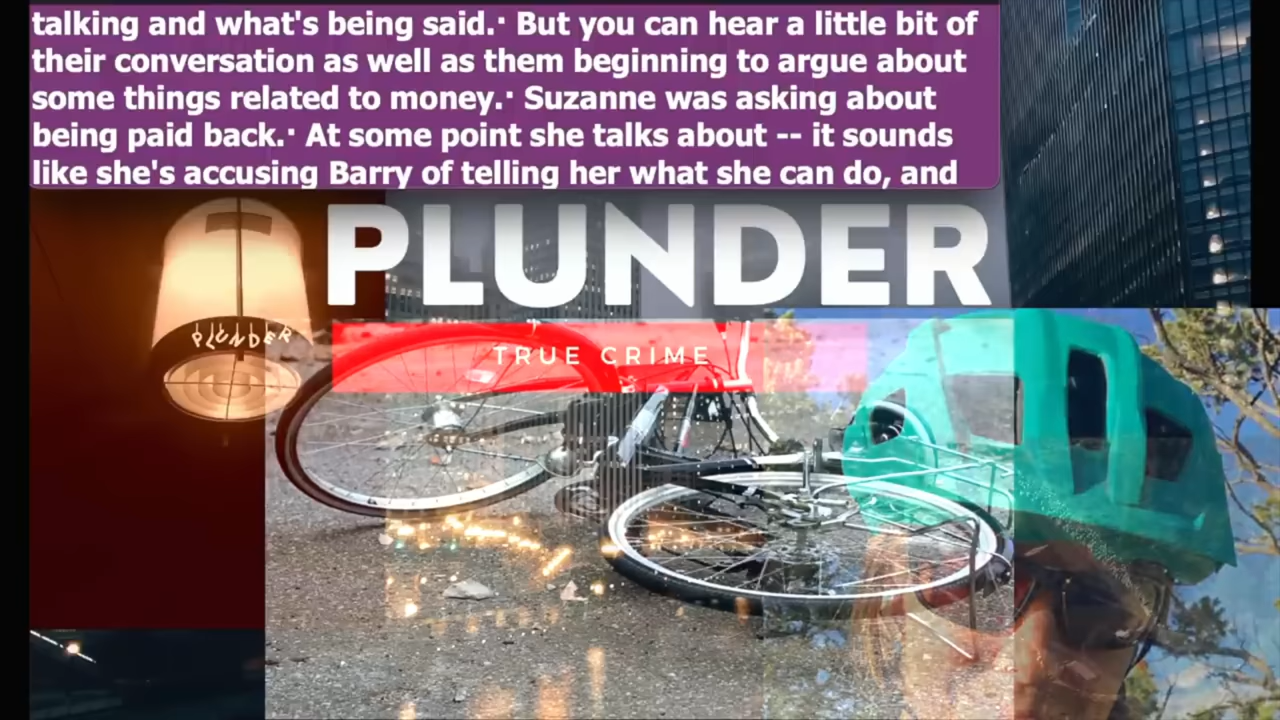 talking and what's being said.· But you can hear a little bit of
their conversation as well as them beginning to argue about
some things related to money.· Suzanne was asking about
being paid back.· At some point she talks about -- it sounds
like she's accusing Barry of telling her what she can do, and
PLUNDER
PLUNDER
TRUE CRIME